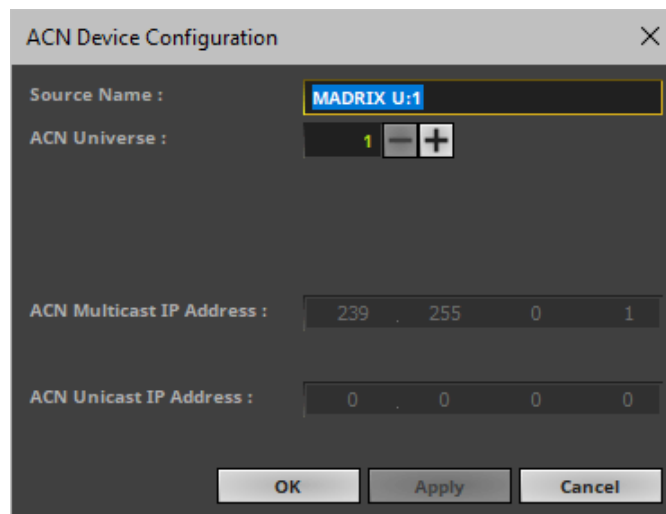 ACN Device Configuration
Source Name : MADRIX U:1
ACN Universe : 1
ACN Multicast IP Address : 239 . 255 0 1
ACN Unicast IP Address : 0 . 0 0 0
OK Apply Cancel